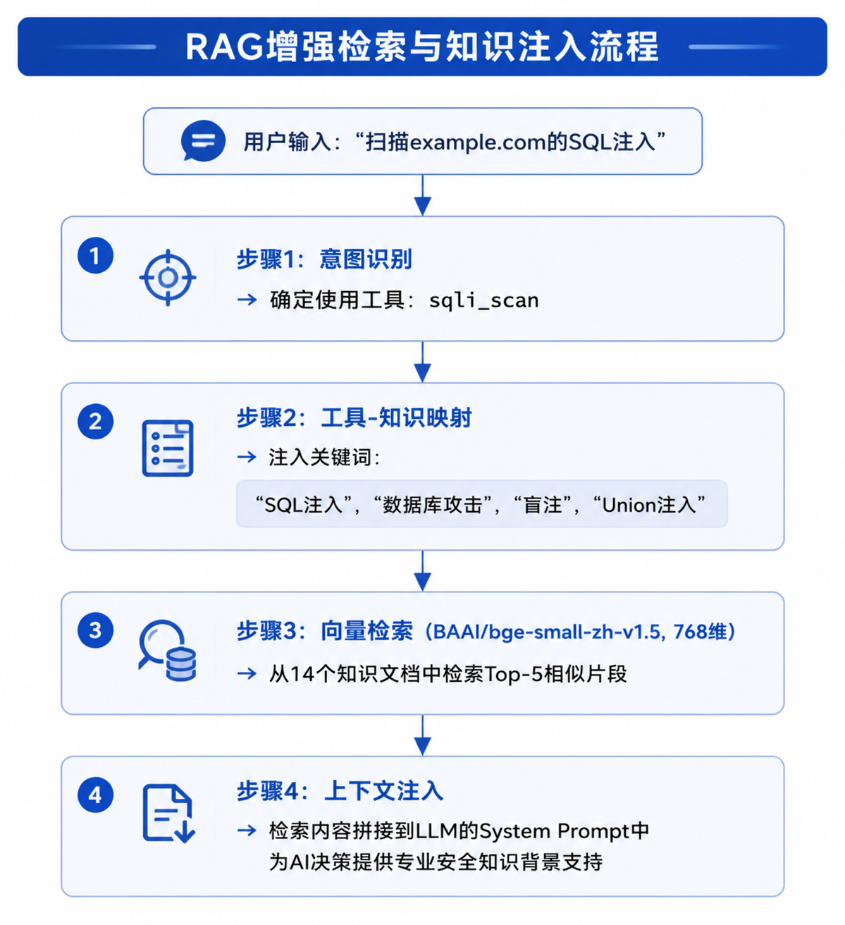 RAG增强检索与知识注入流程
用户输入：“扫描example.com的SQL注入”
1
步骤1：意图识别
→ 确定使用工具：sqli_scan
2
步骤2：工具-知识映射
→ 注入关键词：
“SQL注入”，“数据库攻击”，“盲注”，“Union注入”
3
步骤3：向量检索（BAAI/bge-small-zh-v1.5, 768维）
→ 从14个知识文档中检索Top-5相似片段
4
步骤4：上下文注入
→ 检索内容拼接到LLM的System Prompt中
为AI决策提供专业安全知识背景支持